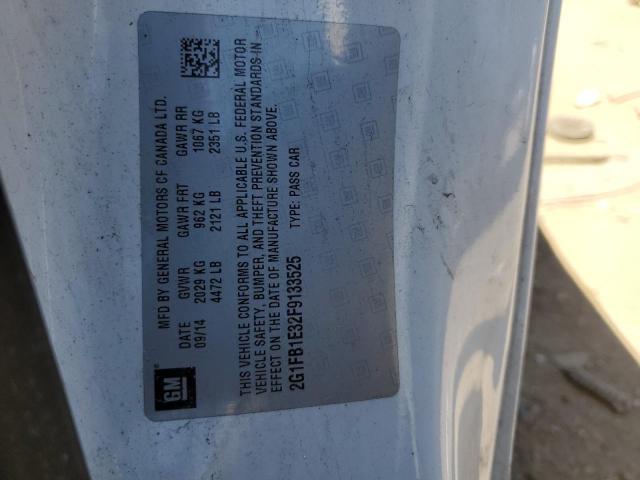 MFD BY GENERAL MOTORS OF CANADA LTD.
DATE GVWR GAWR FRT GAWR RR
09/14 2029 KG 962 KG 1067 KG
4472 LB 2121 LB 2351 LB
THIS VEHICLE CONFORMS TO ALL APPLICABLE U.S. FEDERAL MOTOR
VEHICLE SAFETY, BUMPER, AND THEFT PREVENTION STANDARDS IN
EFFECT ON THE DATE OF MANUFACTURE SHOWN ABOVE.
2G1FB1E32F9133525 TYPE: PASS CAR
GM